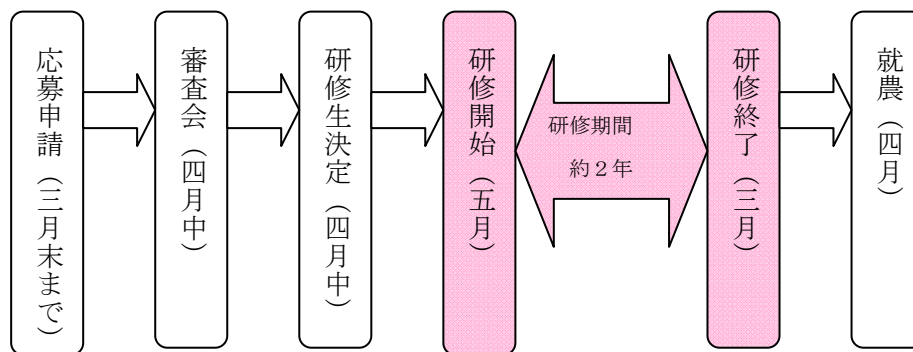 応募申請（三月末まで）
審査会（四月中）
研修生決定（四月中）
研修開始（五月）
研修期間
約２年
研修終了（三月）
就農（四月）